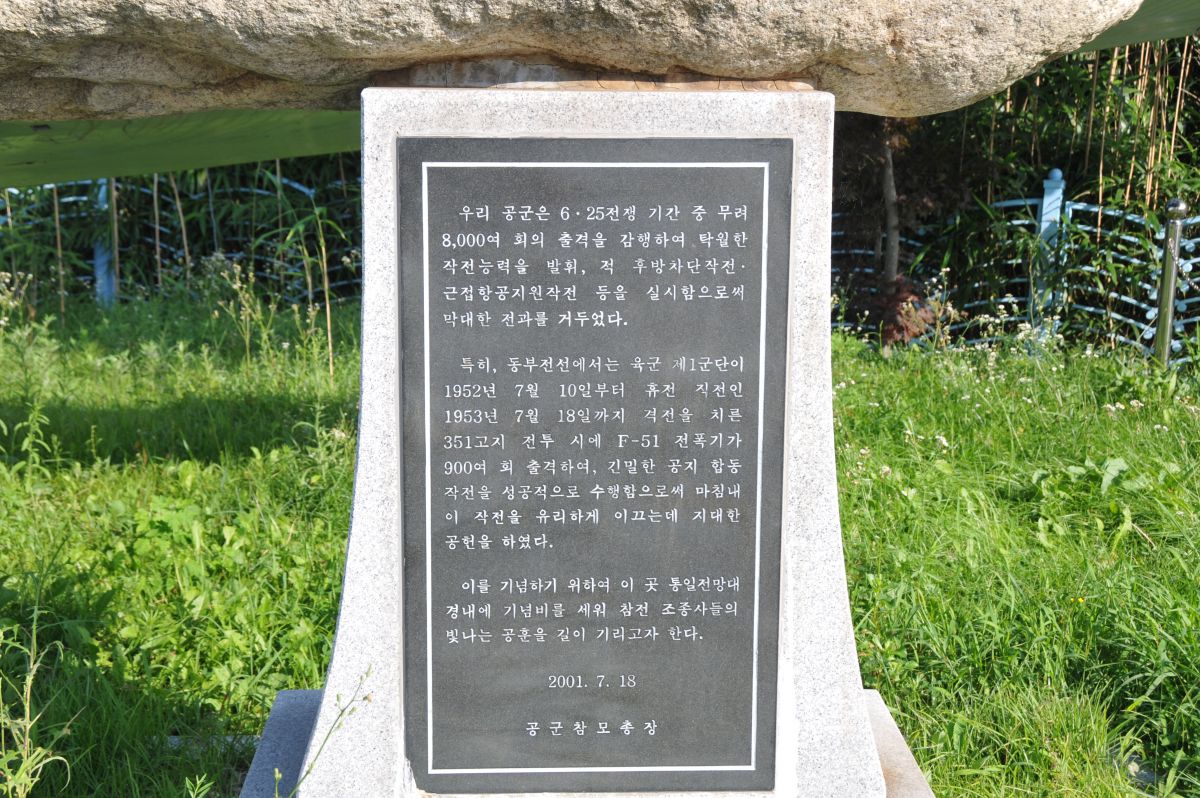 우리 공군은 6·25전쟁 기간 중 무려
8,000여 회의 출격을 감행하여 탁월한
작전능력을 발휘, 적 후방차단작전·
근접항공지원작전 등을 실시함으로써
막대한 전과를 거두었다.
특히, 동부전선에서는 육군 제1군단이
1952년 7월 10일부터 휴전 직전인
1953년 7월 18일까지 격전을 치른
351고지 전투 시에 F-51 전폭기가
900여 회 출격하여, 긴밀한 공지 합동
작전을 성공적으로 수행함으로써 마침내
이 작전을 유리하게 이끄는데 지대한
공헌을 하였다.
이를 기념하기 위하여 이 곳 통일전망대
경내에 기념비를 세워 참전 조종사들의
빛나는 공훈을 길이 기리고자 한다.
2001. 7. 18
공군참모총장